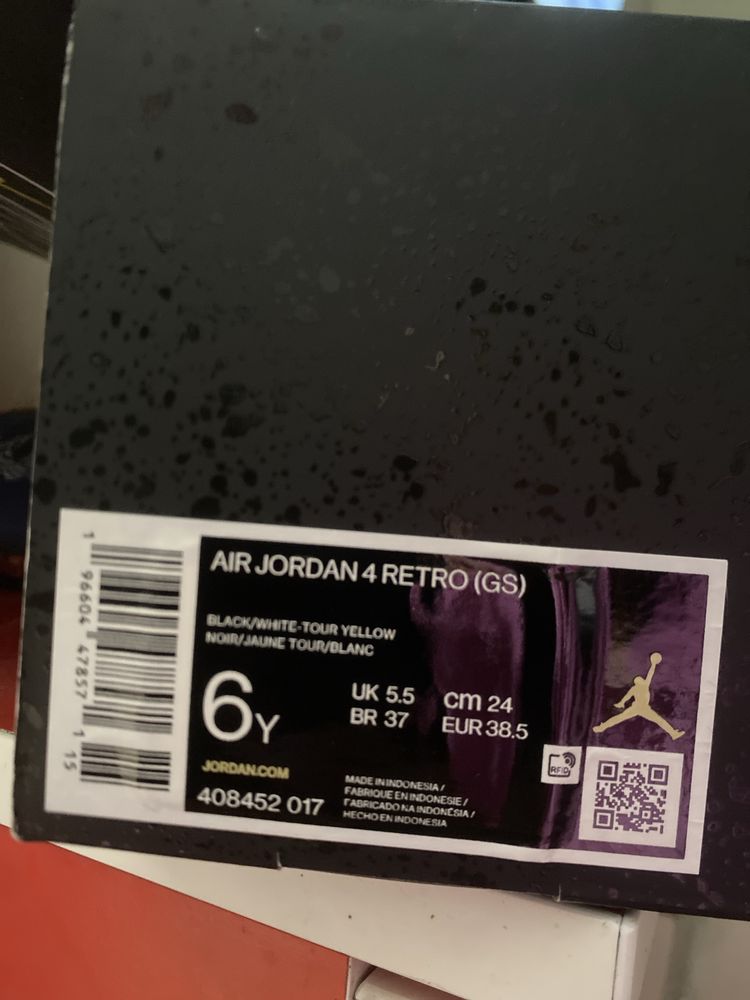 AIR JORDAN 4 RETRO (GS)
BLACK/WHITE-TOUR YELLOW
NOIR/JAUNE TOUR/BLANC
6Y
UK 5.5
cm 24
BR 37
EUR 38.5
JORDAN.COM
408452 017
MADE IN INDONESIA /
FABRIQUE EN INDONESIE /
FABRICADO NA INDONÉSIA /
HECHO EN INDONESIA
RFID
1 96604 47857 1 15